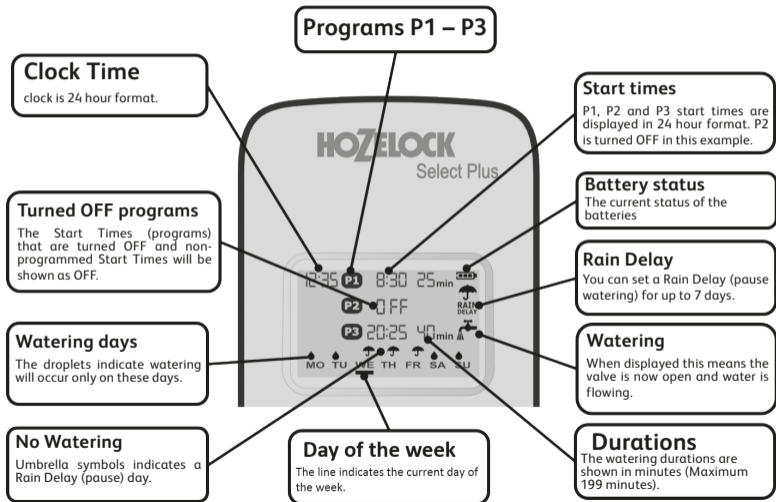 Programs P1 – P3
Clock Time
clock is 24 hour format.
Start times
P1, P2 and P3 start times are
displayed in 24 hour format. P2
is turned OFF in this example.
HOZELOCK
Select Plus
Battery status
The current status of the
batteries
Turned OFF programs
The Start Times (programs)
that are turned OFF and non-
programmed Start Times will be
shown as OFF.
12:35 P1 8:30 25min
P2 OFF
RAIN
DELAY
P3 20:25 40min
MO TU WE TH FR SA SU
Rain Delay
You can set a Rain Delay (pause
watering) for up to 7 days.
Watering days
The droplets indicate watering
will occur only on these days.
Watering
When displayed this means the
valve is now open and water is
flowing.
No Watering
Umbrella symbols indicates a
Rain Delay (pause) day.
Day of the week
The line indicates the current day of
the week.
Durations
The watering durations are
shown in minutes (Maximum
199 minutes).